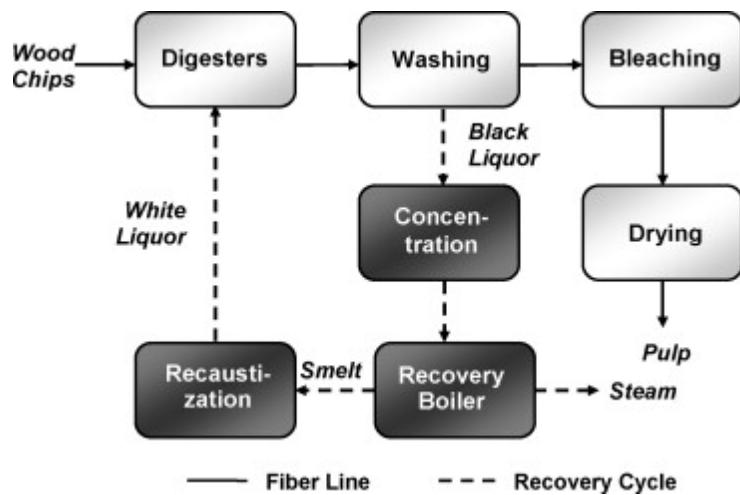 Wood
Chips
Digesters
Washing
Bleaching
Black
Liquor
White
Liquor
Concen-
tration
Drying
Pulp
Recausti-
zation
Smelt
Recovery
Boiler
Steam
Fiber Line
Recovery Cycle